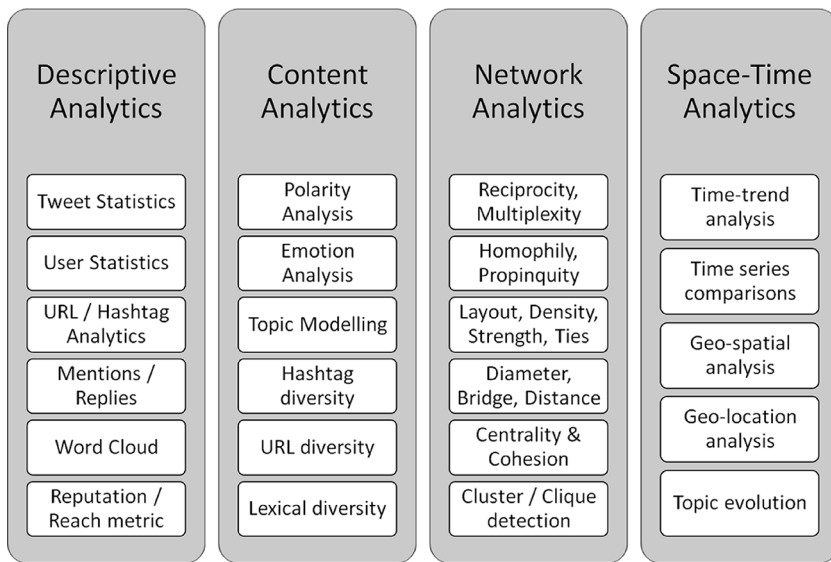 Descriptive
Analytics
Tweet Statistics
User Statistics
URL / Hashtag
Analytics
Mentions /
Replies
Word Cloud
Reputation /
Reach metric
Content
Analytics
Polarity
Analysis
Emotion
Analysis
Topic Modelling
Hashtag
diversity
URL diversity
Lexical diversity
Network
Analytics
Reciprocity,
Multiplexity
Homophily,
Propinquity
Layout, Density,
Strength, Ties
Diameter,
Bridge, Distance
Centrality &
Cohesion
Cluster / Clique
detection
Space-Time
Analytics
Time-trend
analysis
Time series
comparisons
Geo-spatial
analysis
Geo-location
analysis
Topic evolution